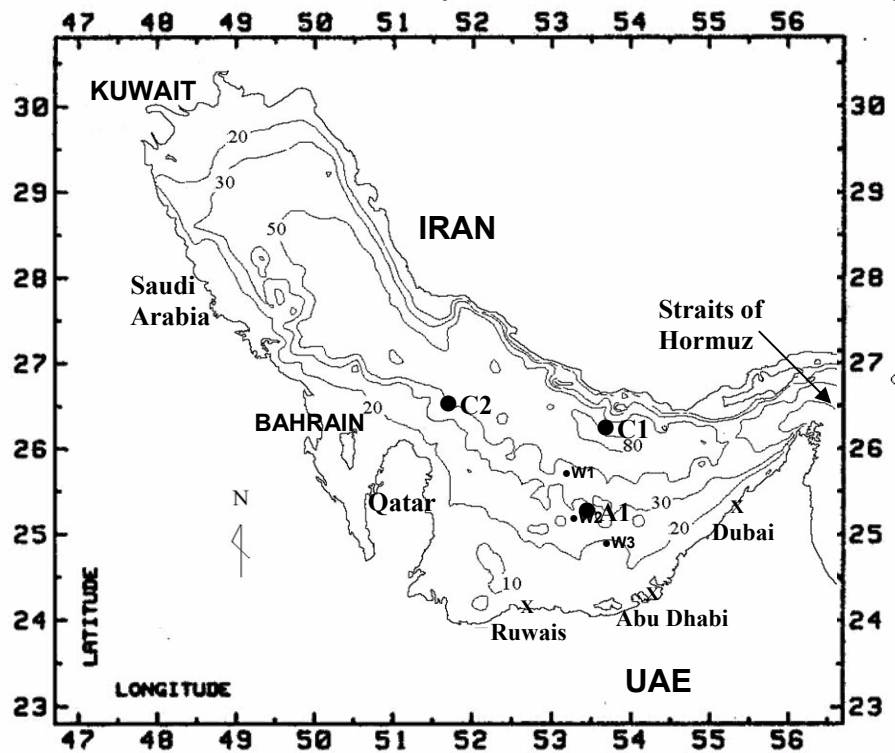 47 48 49 50 51 52 53 54 55 56
KUWAIT
30 30
20
29 29
30
IRAN
50
28 28
Saudi
Arabia
Straits of
Hormuz
27 27
C2
20
BAHRAIN
C1
26 26
80
W1
N
Qatar
30
A1
W2
20
Dubai
25 25
W3
10
X
X
X
24 24
Ruwais
Abu Dhabi
LATITUDE
LONGITUDE
UAE
23 23
47 48 49 50 51 52 53 54 55 56